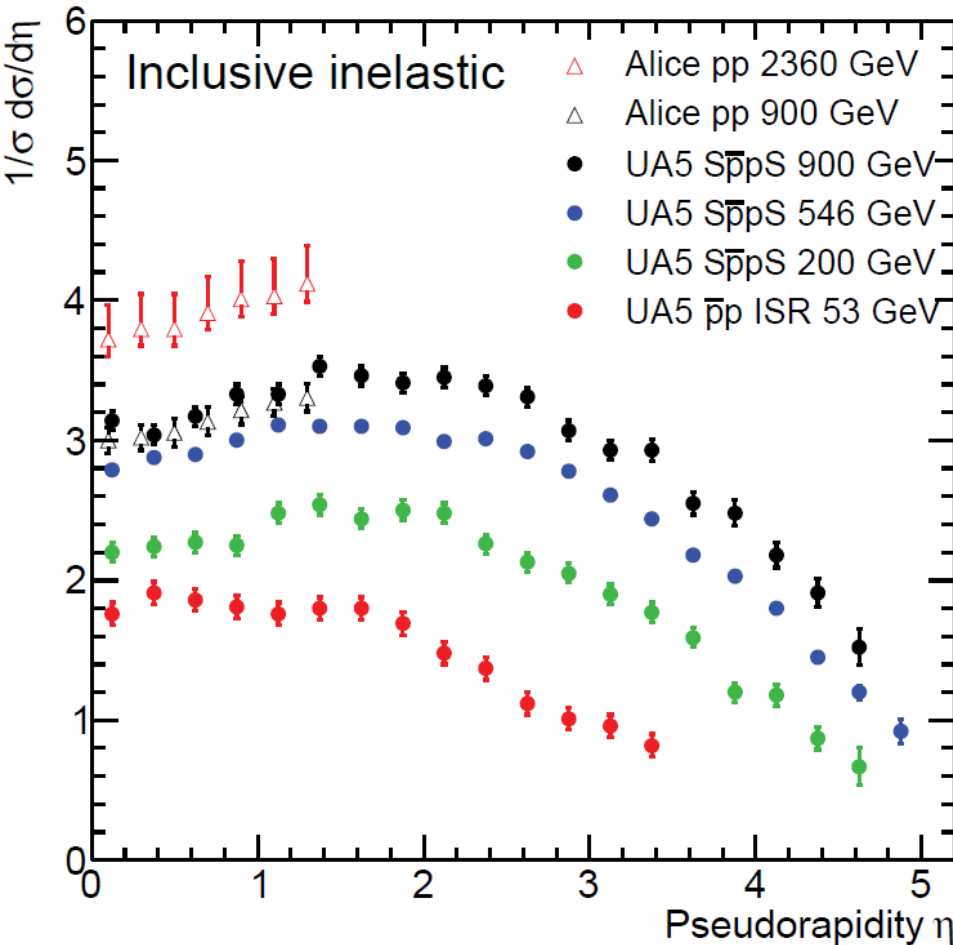 6
Inclusive inelastic
Alice pp 2360 GeV
Alice pp 900 GeV
UA5 Sp̅pS 900 GeV
UA5 Sp̅pS 546 GeV
UA5 Sp̅pS 200 GeV
UA5 p̅p ISR 53 GeV
1/σ dσ/dη
5
4
3
2
1
0
0 1 2 3 4 5
Pseudorapidity η